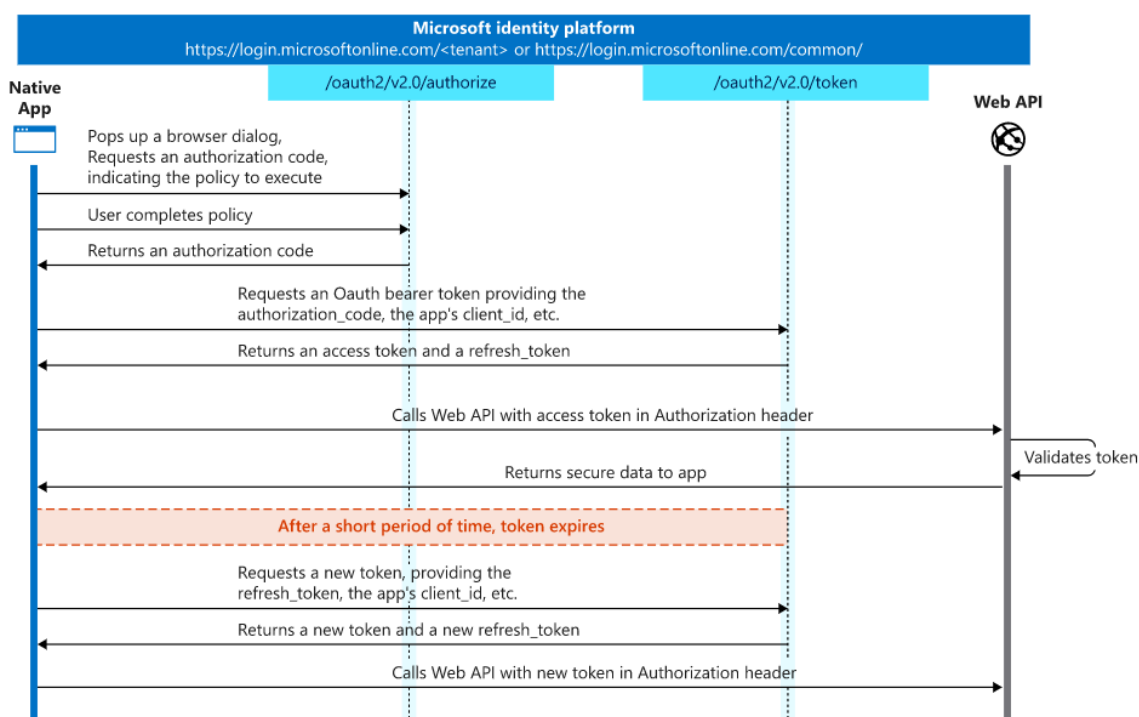 Microsoft identity platform
https://login.microsoftonline.com/<tenant> or https://login.microsoftonline.com/common/
/oauth2/v2.0/authorize
/oauth2/v2.0/token
Native
App
Web API
Pops up a browser dialog,
Requests an authorization code,
indicating the policy to execute
User completes policy
Returns an authorization code
Requests an Oauth bearer token providing the
authorization_code, the app's client_id, etc.
Returns an access token and a refresh_token
Calls Web API with access token in Authorization header
Validates token
Returns secure data to app
After a short period of time, token expires
Requests a new token, providing the
refresh_token, the app's client_id, etc.
Returns a new token and a new refresh_token
Calls Web API with new token in Authorization header